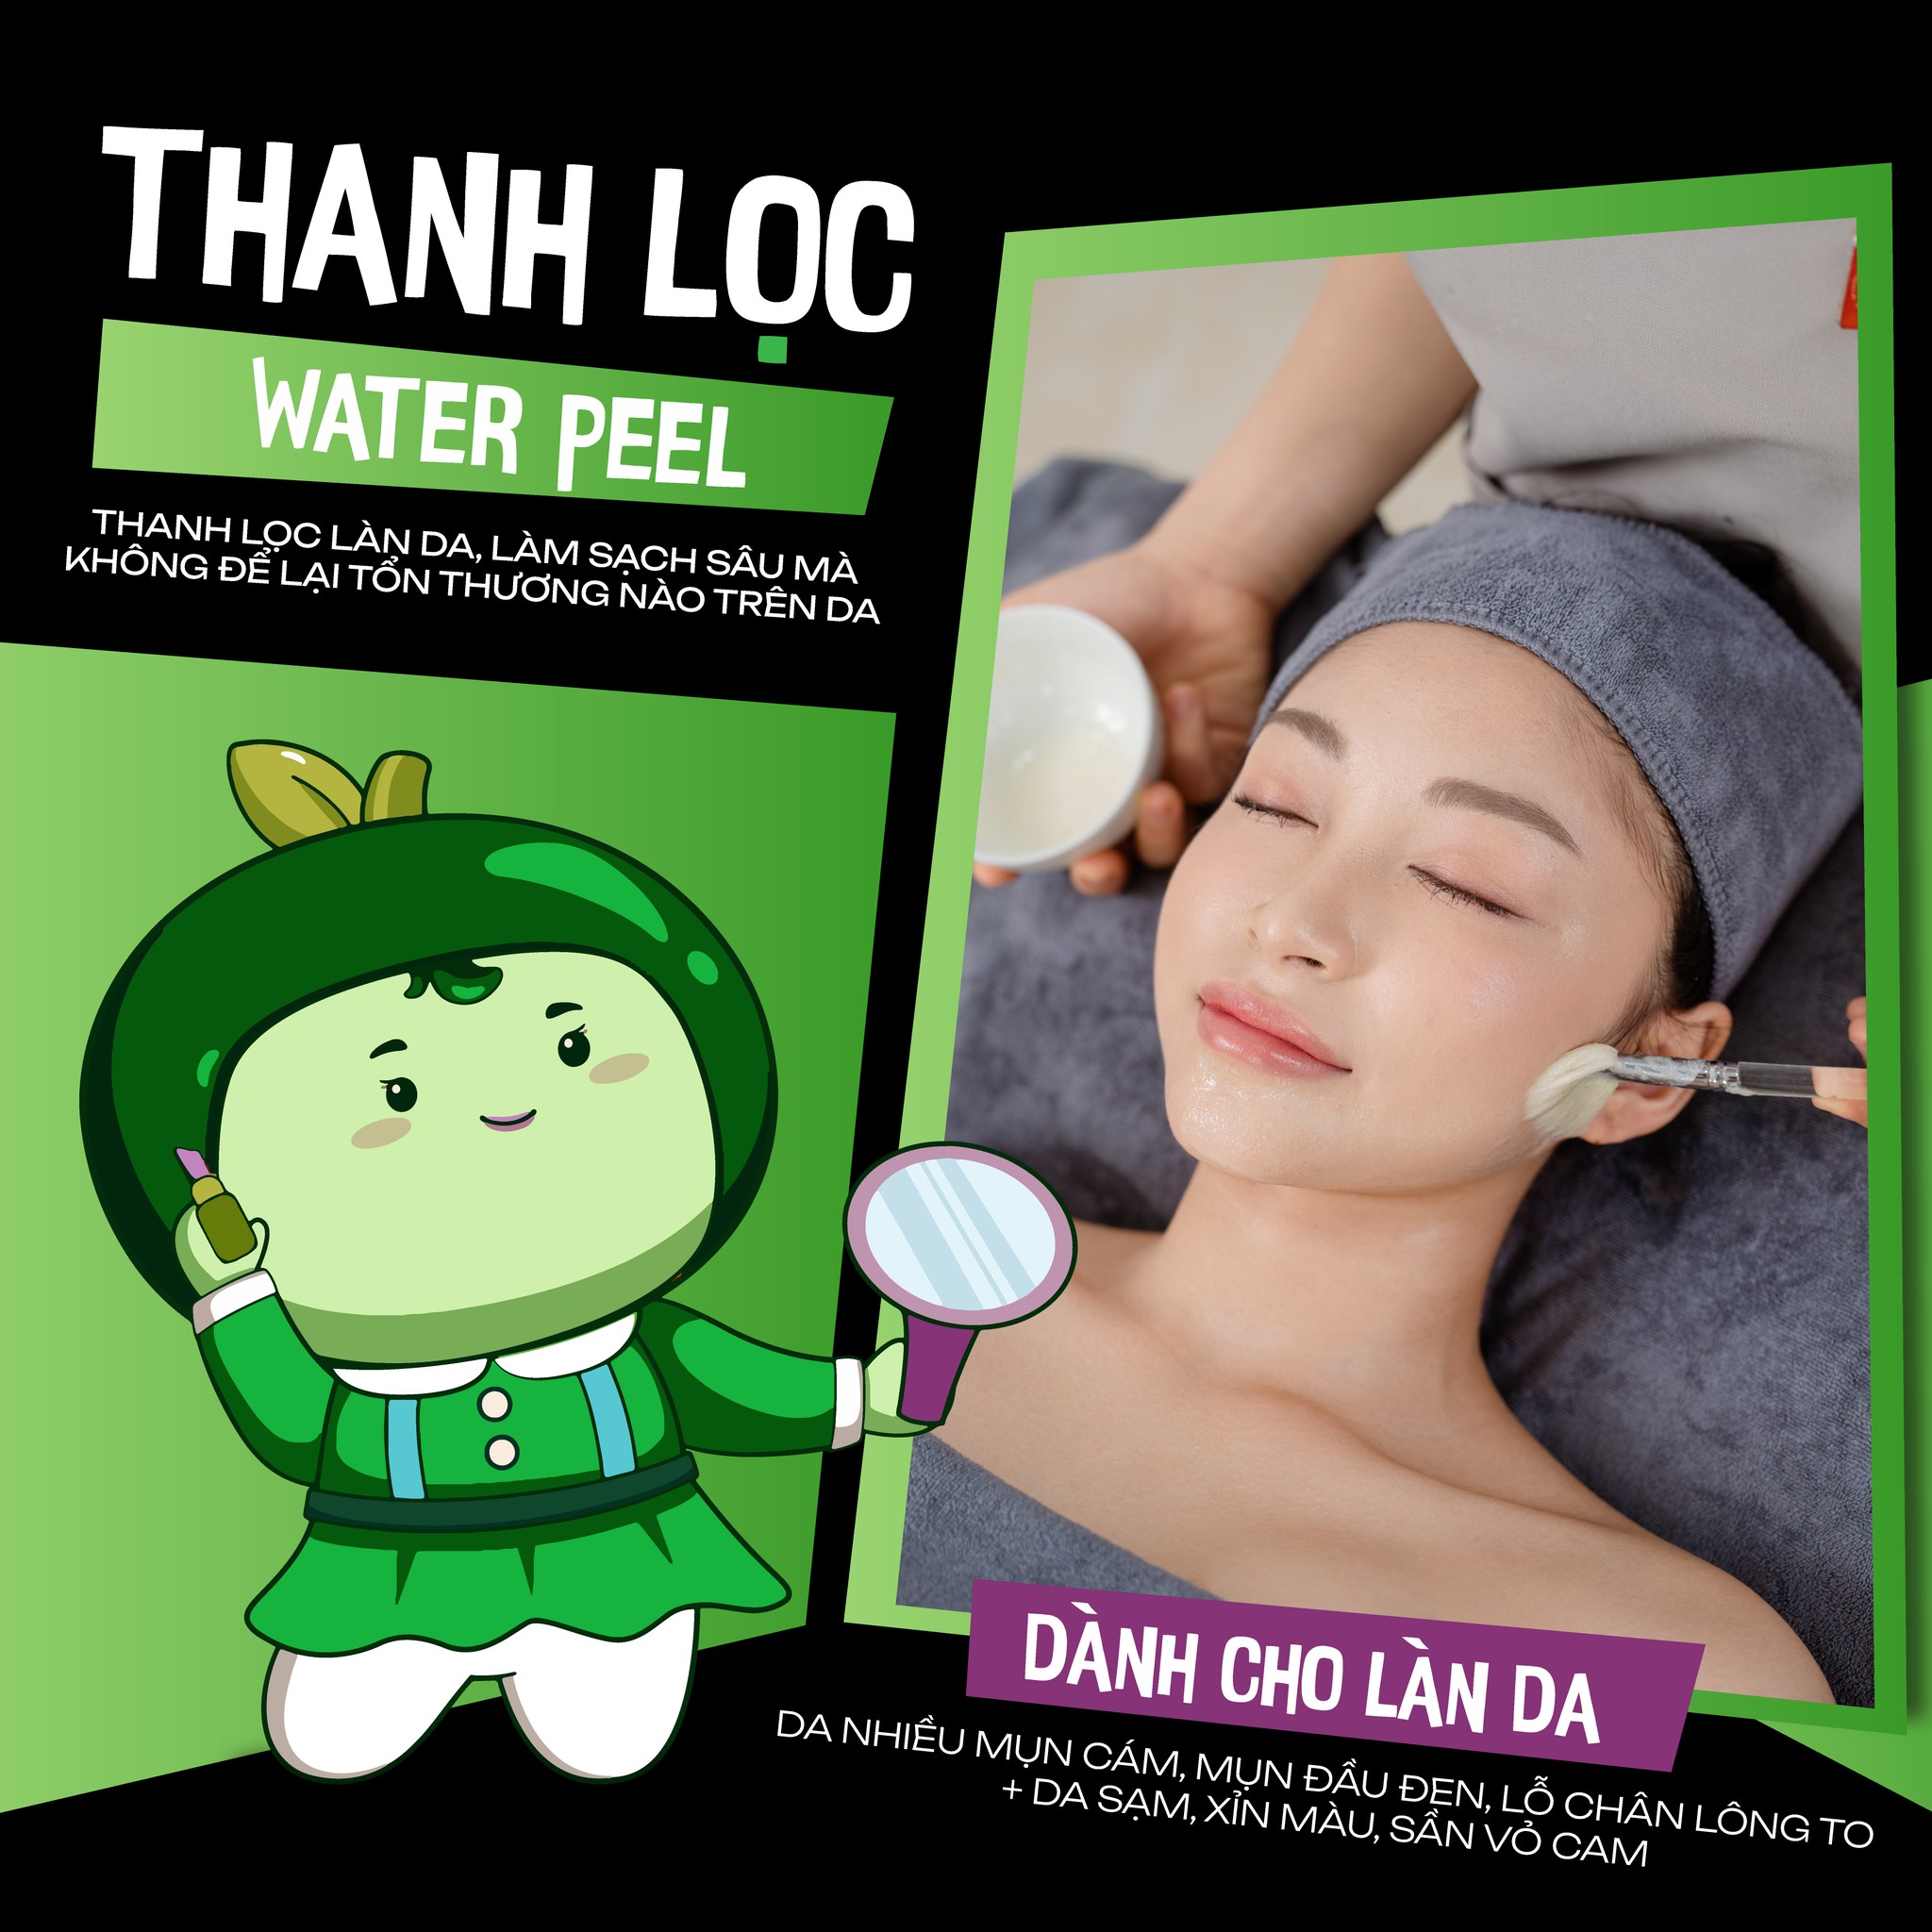 THANH LỌC
WATER PEEL
THANH LỌC LÀN DA, LÀM SẠCH SÂU MÀ
KHÔNG ĐỂ LẠI TỔN THƯƠNG NÀO TRÊN DA
DÀNH CHO LÀN DA
DA NHIỀU MỤN CÁM, MỤN ĐẦU ĐEN, LỖ CHÂN LÔNG TO
+ DA SẠM, XỈN MÀU, SẦN VỎ CAM